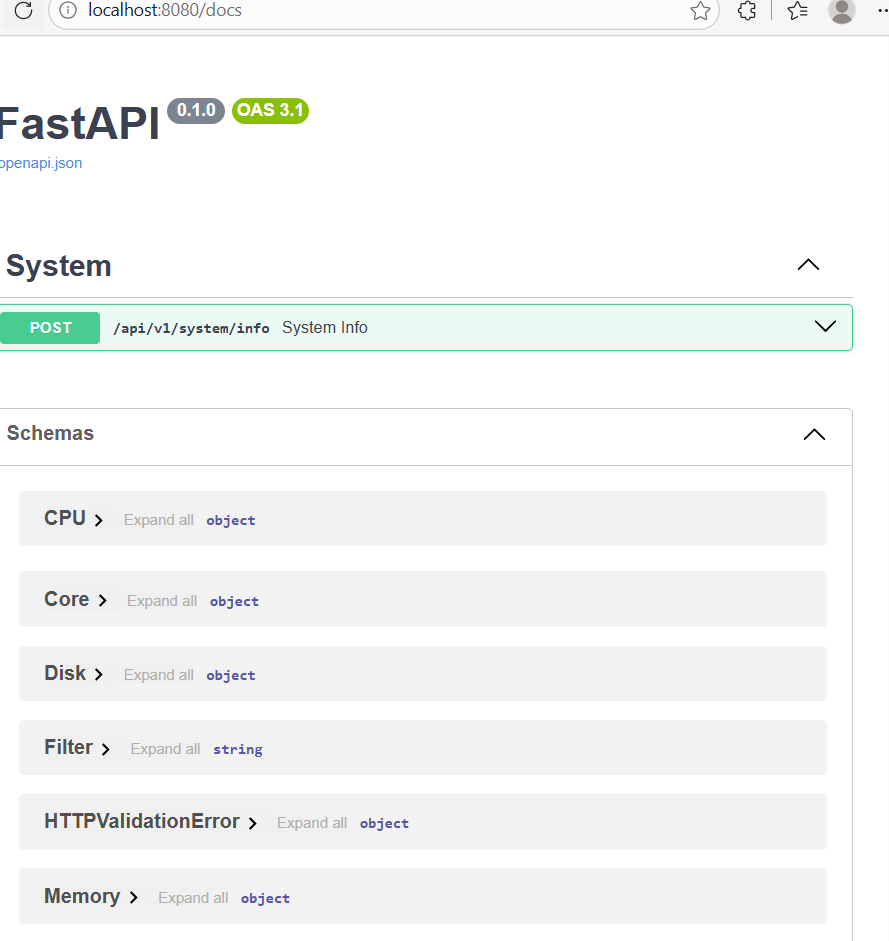 localhost:8080/docs
FastAPI 0.1.0 OAS 3.1
openapi.json
System
POST /api/v1/system/info System Info
Schemas
CPU Expand all object
Core Expand all object
Disk Expand all object
Filter Expand all string
HTTPValidationError Expand all object
Memory Expand all object